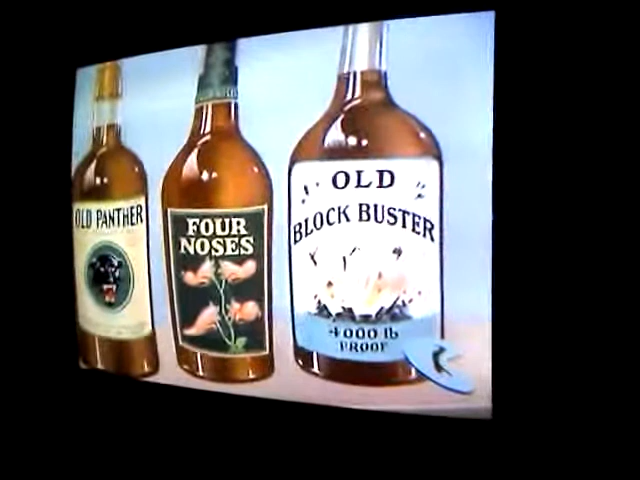 OLD PANTHER
FOUR
NOSES
OLD
BLOCK BUSTER
4000 lb
PROOF